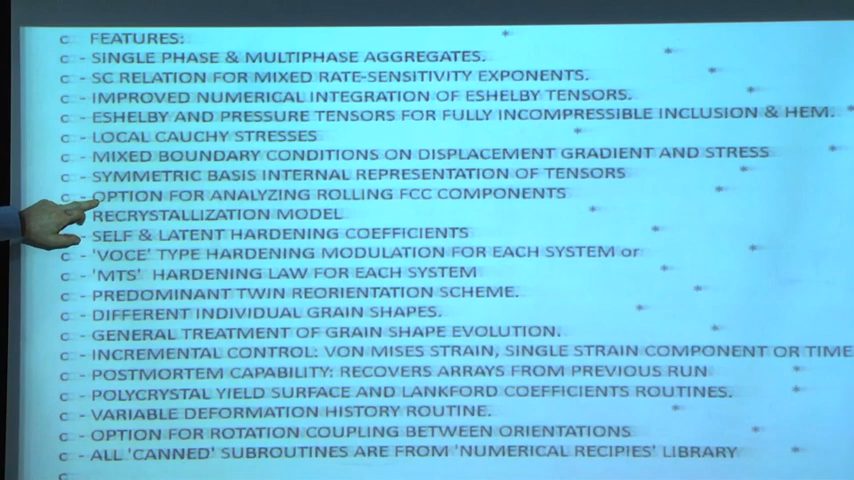 c FEATURES: *
c - SINGLE PHASE & MULTIPHASE AGGREGATES. *
c - SC RELATION FOR MIXED RATE-SENSITIVITY EXPONENTS. *
c - IMPROVED NUMERICAL INTEGRATION OF ESHELBY TENSORS. *
c - ESHELBY AND PRESSURE TENSORS FOR FULLY INCOMPRESSIBLE INCLUSION & HEM. *
c - LOCAL CAUCHY STRESSES *
c - MIXED BOUNDARY CONDITIONS ON DISPLACEMENT GRADIENT AND STRESS *
c - SYMMETRIC BASIS INTERNAL REPRESENTATION OF TENSORS *
c - OPTION FOR ANALYZING ROLLING FCC COMPONENTS *
RECRYSTALLIZATION MODEL *
c - SELF & LATENT HARDENING COEFFICIENTS *
c - 'VOCE' TYPE HARDENING MODULATION FOR EACH SYSTEM or *
c - 'MTS' HARDENING LAW FOR EACH SYSTEM *
c - PREDOMINANT TWIN REORIENTATION SCHEME. *
c - DIFFERENT INDIVIDUAL GRAIN SHAPES. *
c - GENERAL TREATMENT OF GRAIN SHAPE EVOLUTION. *
c - INCREMENTAL CONTROL: VON MISES STRAIN, SINGLE STRAIN COMPONENT OR TIME
c - POSTMORTEM CAPABILITY: RECOVERS ARRAYS FROM PREVIOUS RUN *
c - POLYCRYSTAL YIELD SURFACE AND LANKFORD COEFFICIENTS ROUTINES. *
c - VARIABLE DEFORMATION HISTORY ROUTINE. *
c - OPTION FOR ROTATION COUPLING BETWEEN ORIENTATIONS *
c - ALL 'CANNED' SUBROUTINES ARE FROM 'NUMERICAL RECIPIES' LIBRARY *
c